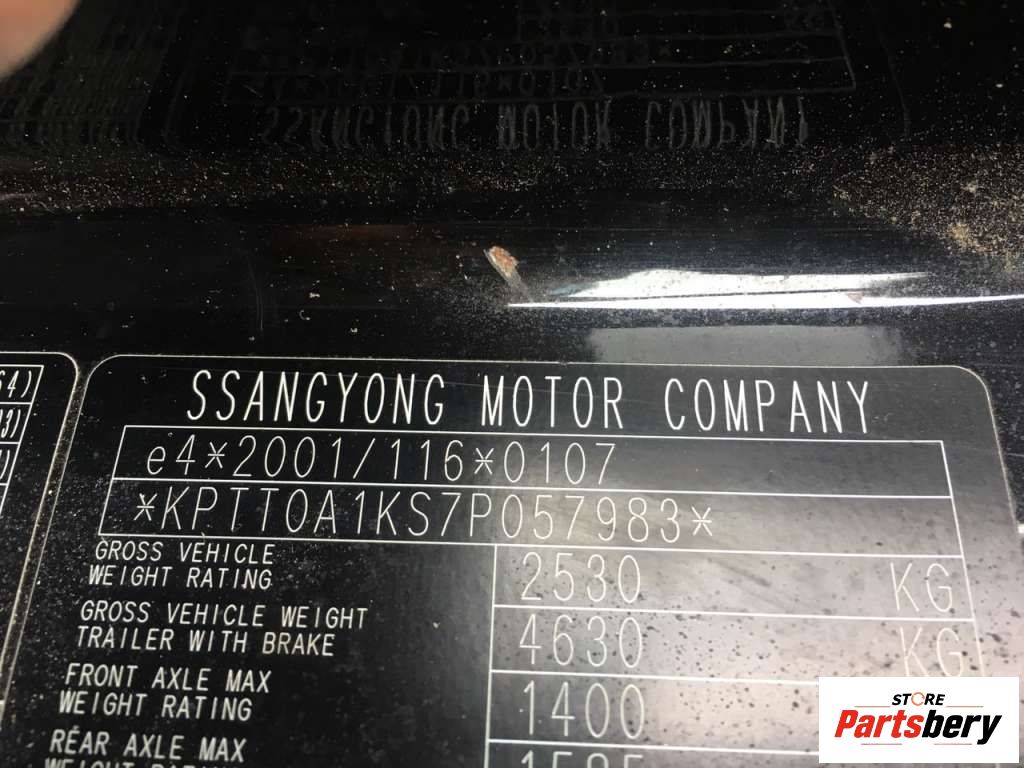 SSANGYONG MOTOR COMPANY
e4*2001/116*0107
*KPTT0A1KS7P057983*
GROSS VEHICLE
WEIGHT RATING
2530 KG
GROSS VEHICLE WEIGHT
TRAILER WITH BRAKE
4630 KG
FRONT AXLE MAX
WEIGHT RATING
1400
REAR AXLE MAX
STORE
Partsbery